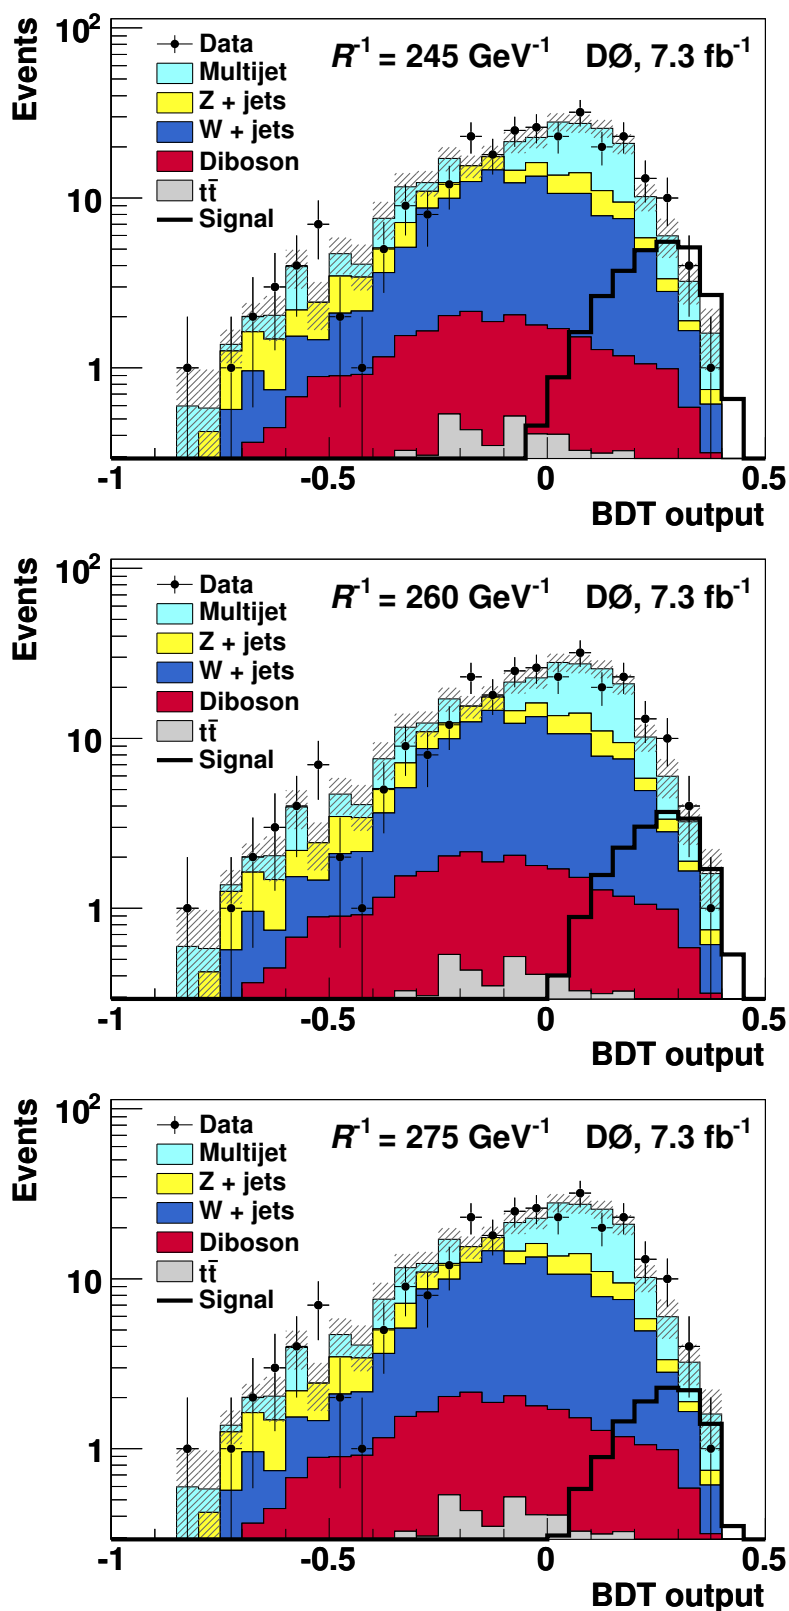 Events
10²
10
1
Data
Multijet
Z + jets
W + jets
Diboson
tt̄
Signal
R⁻¹ = 245 GeV⁻¹ DØ, 7.3 fb⁻¹
-1 -0.5 0 0.5
BDT output
Events
10²
10
1
Data
Multijet
Z + jets
W + jets
Diboson
tt̄
Signal
R⁻¹ = 260 GeV⁻¹ DØ, 7.3 fb⁻¹
-1 -0.5 0 0.5
BDT output
Events
10²
10
1
Data
Multijet
Z + jets
W + jets
Diboson
tt̄
Signal
R⁻¹ = 275 GeV⁻¹ DØ, 7.3 fb⁻¹
-1 -0.5 0 0.5
BDT output